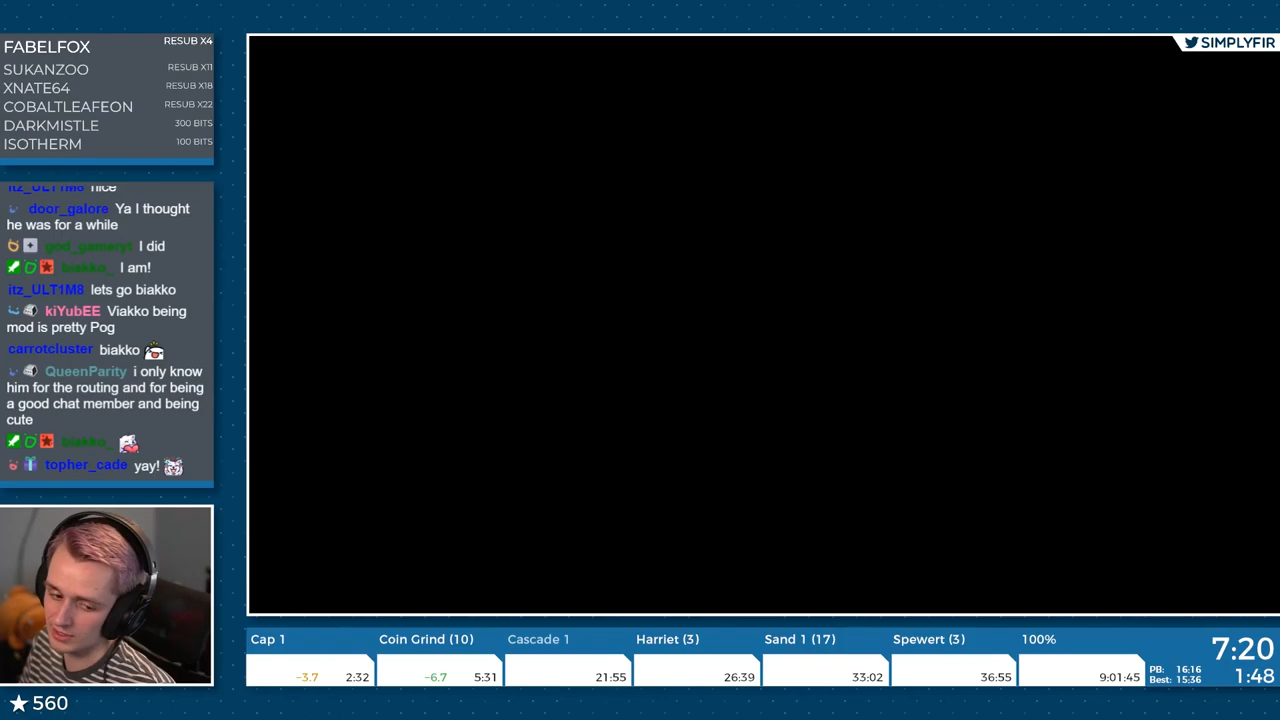 FABELFOX RESUB X4
SUKANZOO RESUB X11
XNATE64 RESUB X18
COBALTLEAFEON RESUB X22
DARKMISTLE 300 BITS
ISOTHERM 100 BITS
SIMPLYFIR
itz_ULT1M8 nice
door_galore Ya I thought
he was for a while
god_gameryt I did
biakko_ I am!
itz_ULT1M8 lets go biakko
kiYubEE Viakko being
mod is pretty Pog
carrotcluster biakko
QueenParity i only know
him for the routing and for being
a good chat member and being
cute
biakko_
topher_cade yay!
Cap 1 Coin Grind (10) Cascade 1 Harriet (3) Sand 1 (17) Spewert (3) 100%
−3.7 2:32 −6.7 5:31 21:55 26:39 33:02 36:55 9:01:45
7:20
PB: 16:16
Best: 15:36
1:48
★ 560